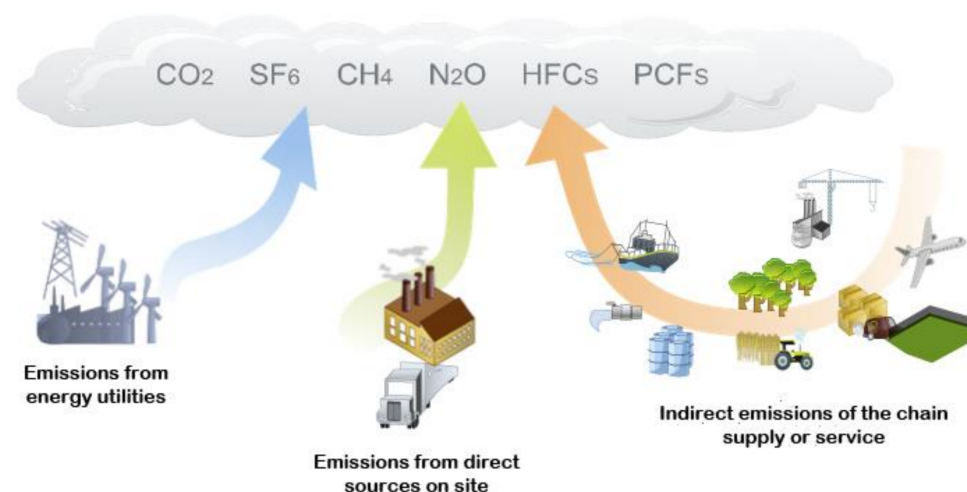 CO2 SF6 CH4 N2O HFCS PCFS
Emissions from
energy utilities
Emissions from direct
sources on site
Indirect emissions of the chain
supply or service